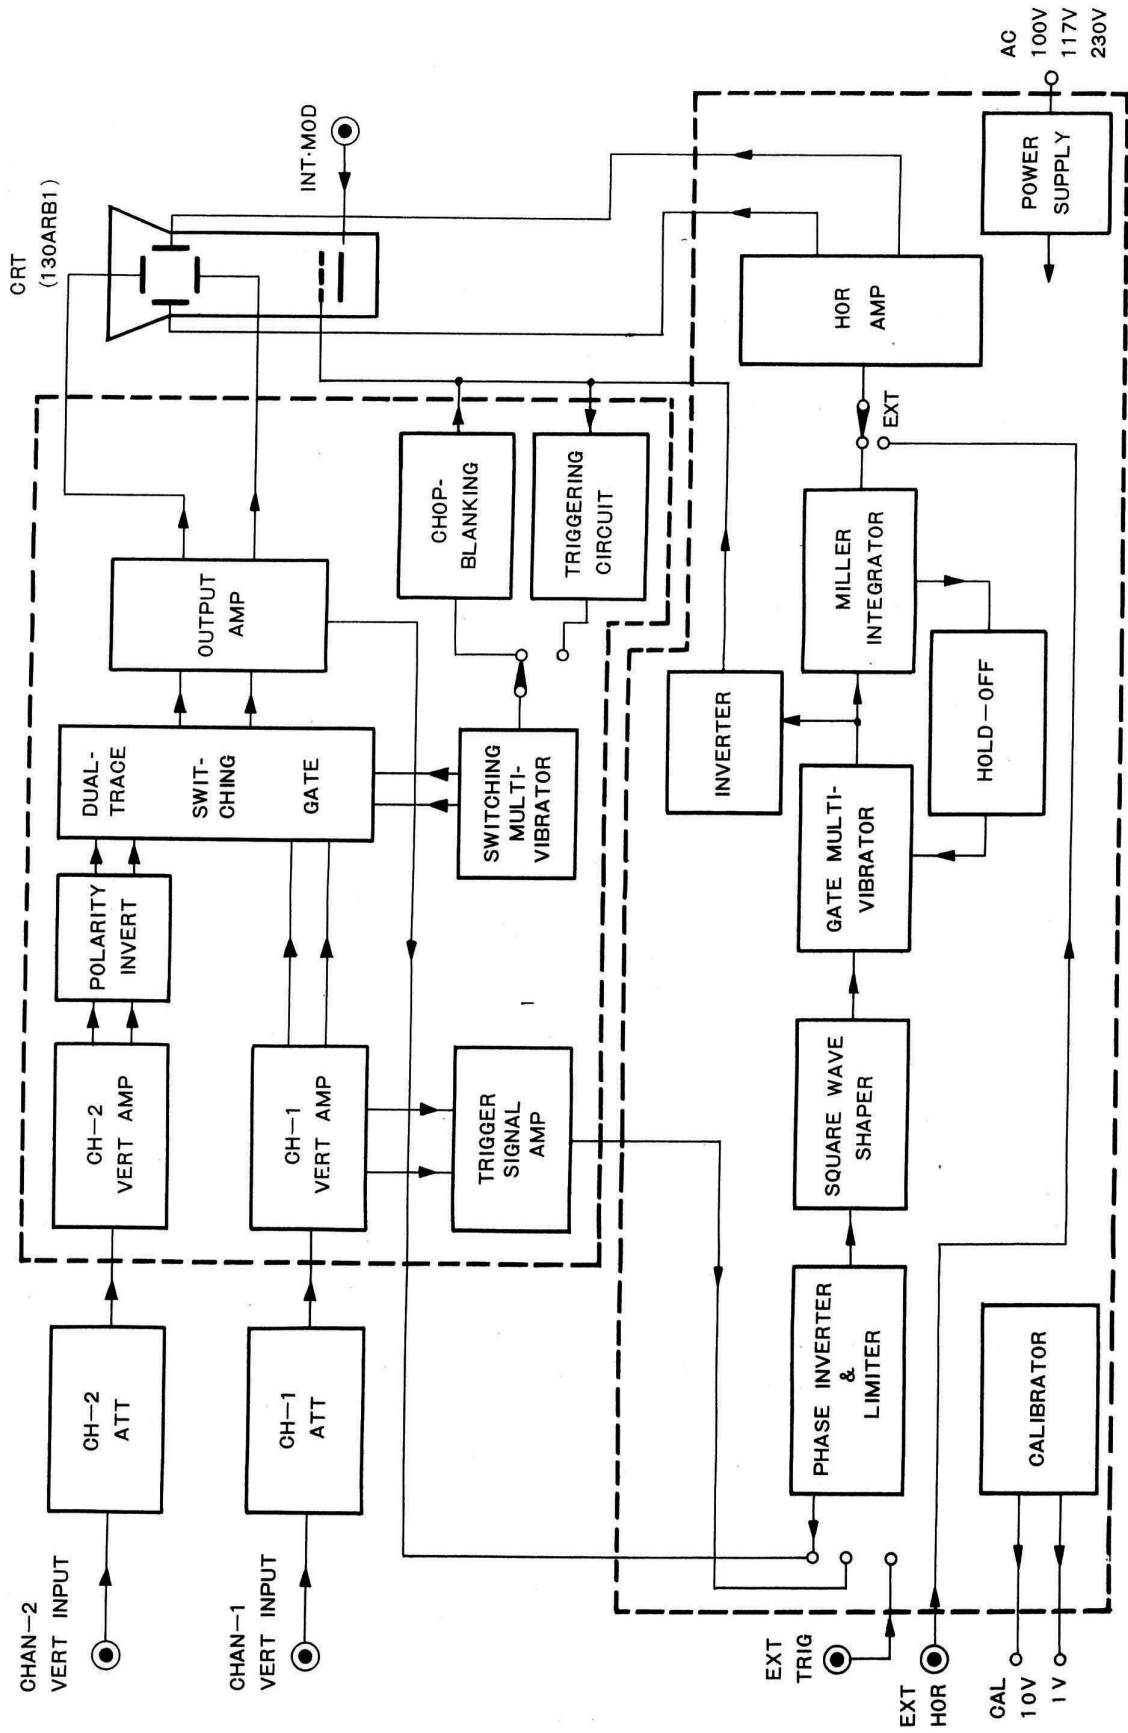 CHAN-2
VERT INPUT
CH-2
ATT
CH-2
VERT AMP
POLARITY
INVERT
DUAL-
TRACE
SWIT-
CHING
GATE
OUTPUT
AMP
CRT
(130ARB1)
INT·MOD
CHAN-1
VERT INPUT
CH-1
ATT
CH-1
VERT AMP
TRIGGER
SIGNAL
AMP
SWITCHING
MULTI-
VIBRATOR
CHOP-
BLANKING
TRIGGERING
CIRCUIT
EXT
TRIG
PHASE INVERTER
&
LIMITER
SQUARE WAVE
SHAPER
GATE MULTI-
VIBRATOR
INVERTER
MILLER
INTEGRATOR
HOLD-OFF
EXT
HOR
AMP
EXT
HOR
CAL
10V
1V
CALIBRATOR
POWER
SUPPLY
AC
100V
117V
230V